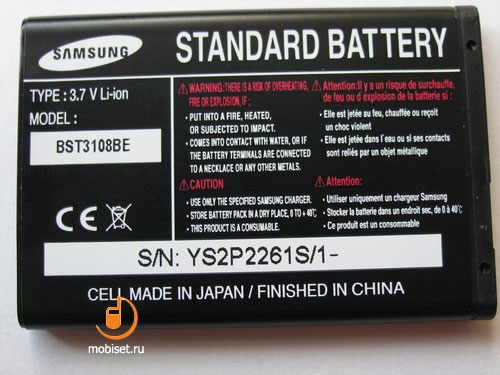 SAMSUNG
STANDARD BATTERY
TYPE : 3.7 V Li-ion
MODEL :
BST3108BE
WARNING: THERE IS A RISK OF OVERHEATING,
FIRE OR EXPLOSION, IF
• PUT INTO A FIRE, HEATED,
OR SUBJECTED TO IMPACT
• COMES INTO CONTACT WITH WATER, OR IF
THE BATTERY TERMINALS ARE CONNECTED
TO A NECKLACE OR ANY OTHER METAL
CAUTION
• USE ONLY THE SPECIFIED SAMSUNG CHARGER.
• STORE BATTERY PACK IN A DRY PLACE, 0 TO + 40°.
• THIS PRODUCT IS A CONSUMABLE.
Attention:Il y a un risque de surchauffe,
de feu ou d'explosion de la batterie si :
• Elle est jetée au feu, chauffée ou reçoit
un choc violent
• Elle est jetée dans l'eau ou si ses contacts
sont reliés par un objet métallique
Attention:
• Utiliser uniquement un chargeur Samsung
• Stocker la batterie dans un endroit sec, 0 to + 40°.
• Ce produit est un consommable.
CE
S/N: YS2P2261S/1-
CELL MADE IN JAPAN / FINISHED IN CHINA
mobiset.ru